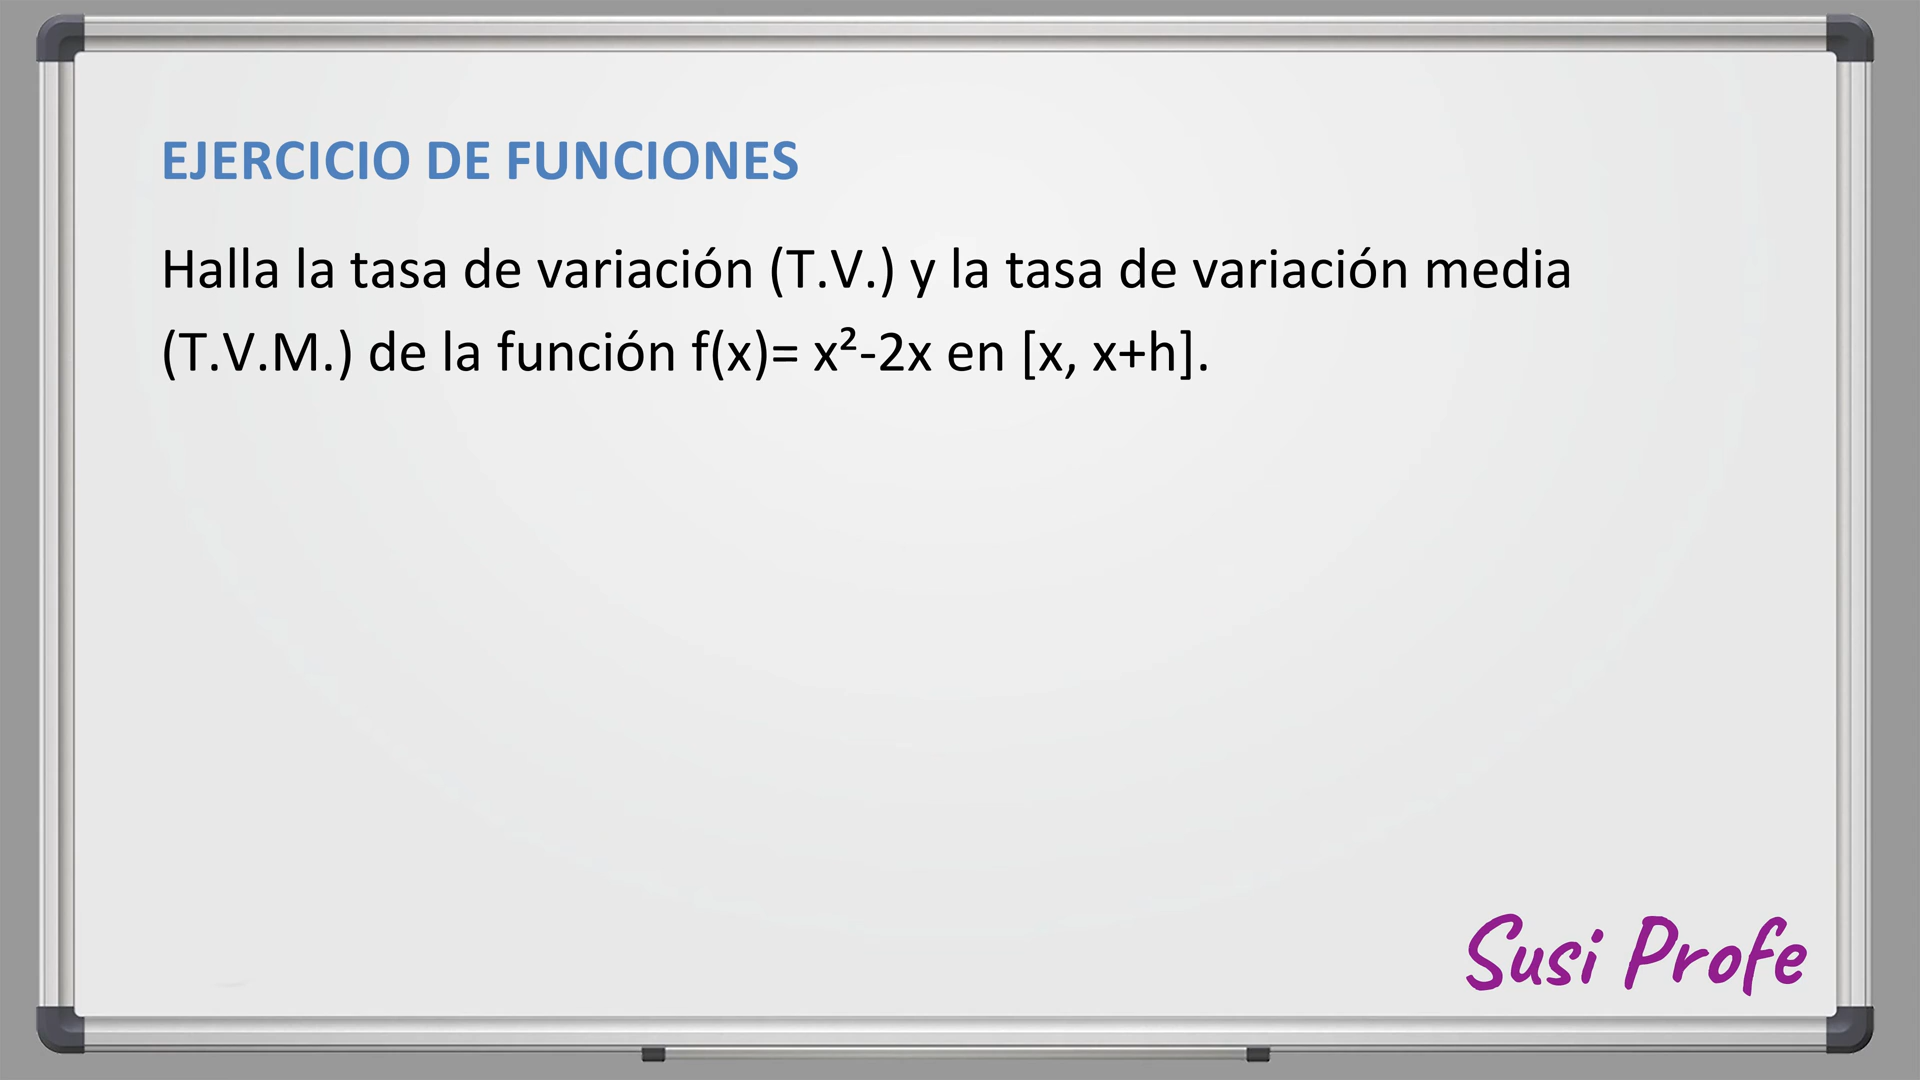 EJERCICIO DE FUNCIONES
Halla la tasa de variación (T.V.) y la tasa de variación media
(T.V.M.) de la función f(x)= x²-2x en [x, x+h].
Susi Profe